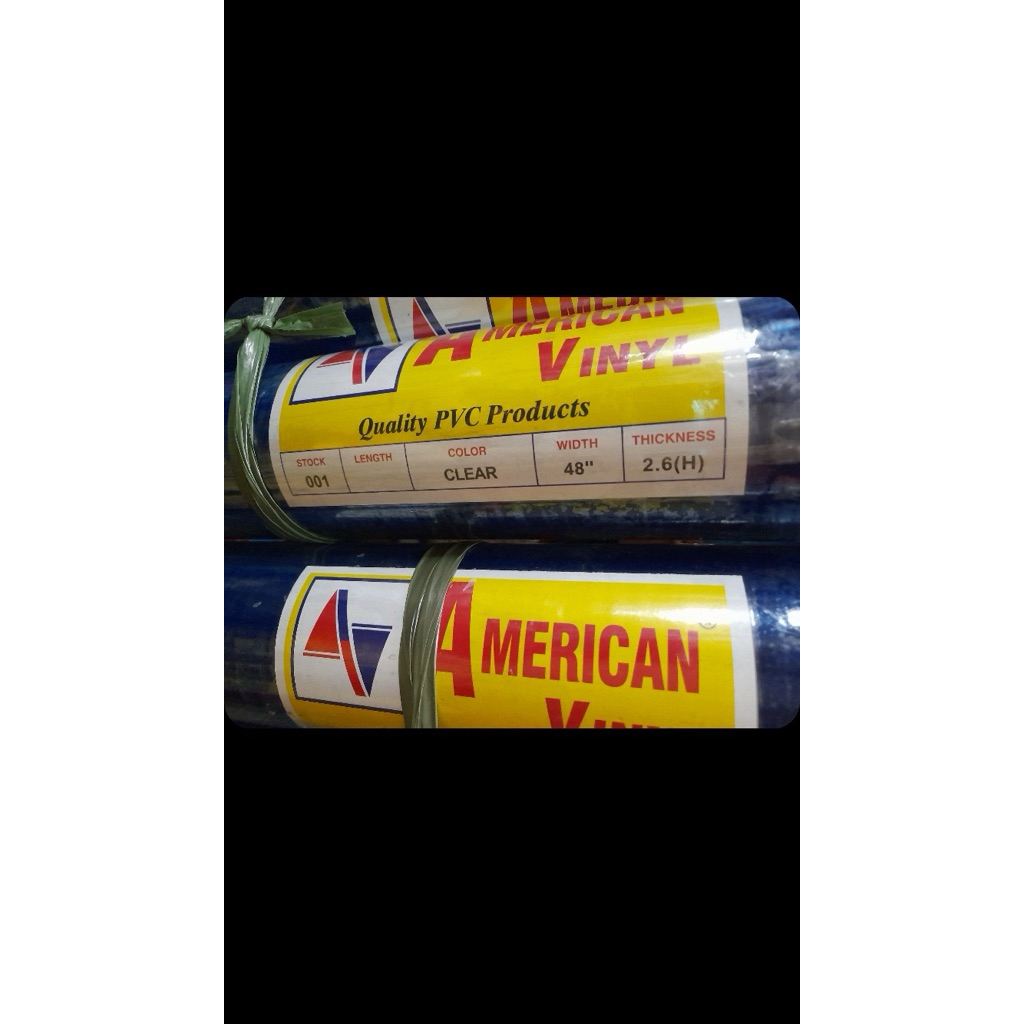 AMERICAN
VINYL
Quality PVC Products
STOCK LENGTH COLOR WIDTH THICKNESS
001 CLEAR 48" 2.6(H)
AMERICAN ®